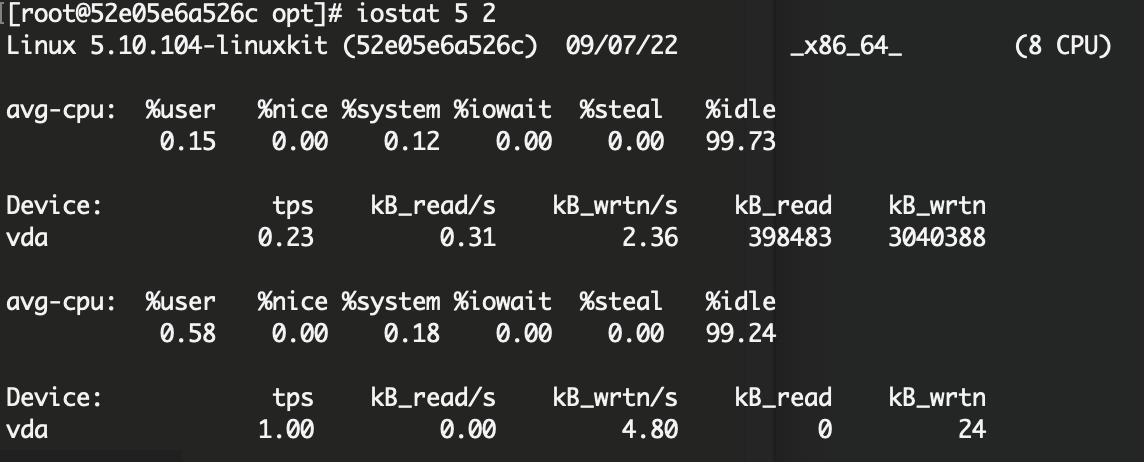 [root@52e05e6a526c opt]# iostat 5 2
Linux 5.10.104-linuxkit (52e05e6a526c)  09/07/22        _x86_64_        (8 CPU)
avg-cpu:  %user   %nice %system %iowait  %steal   %idle
           0.15    0.00    0.12    0.00    0.00   99.73
Device:            tps    kB_read/s    kB_wrtn/s    kB_read    kB_wrtn
vda               0.23         0.31         2.36     398483    3040388
avg-cpu:  %user   %nice %system %iowait  %steal   %idle
           0.58    0.00    0.18    0.00    0.00   99.24
Device:            tps    kB_read/s    kB_wrtn/s    kB_read    kB_wrtn
vda               1.00         0.00         4.80          0         24